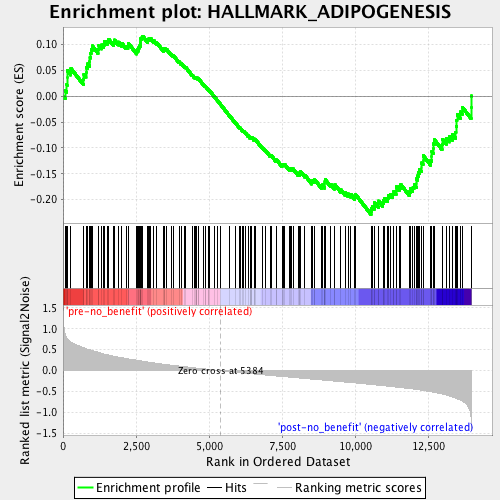 Enrichment plot: HALLMARK_ADIPOGENESIS
Enrichment score (ES)
0.10
0.05
0.00
-0.05
-0.10
-0.15
-0.20
Ranked list metric (Signal2Noise)
1.5
1.0
0.5
0.0
-0.5
-1.0
-1.5
'pre-no_benefit' (positively correlated)
Zero cross at 5384
'post-no_benefit' (negatively correlated)
0
2,500
5,000
7,500
10,000
12,500
Rank in Ordered Dataset
Enrichment profile
Hits
Ranking metric scores